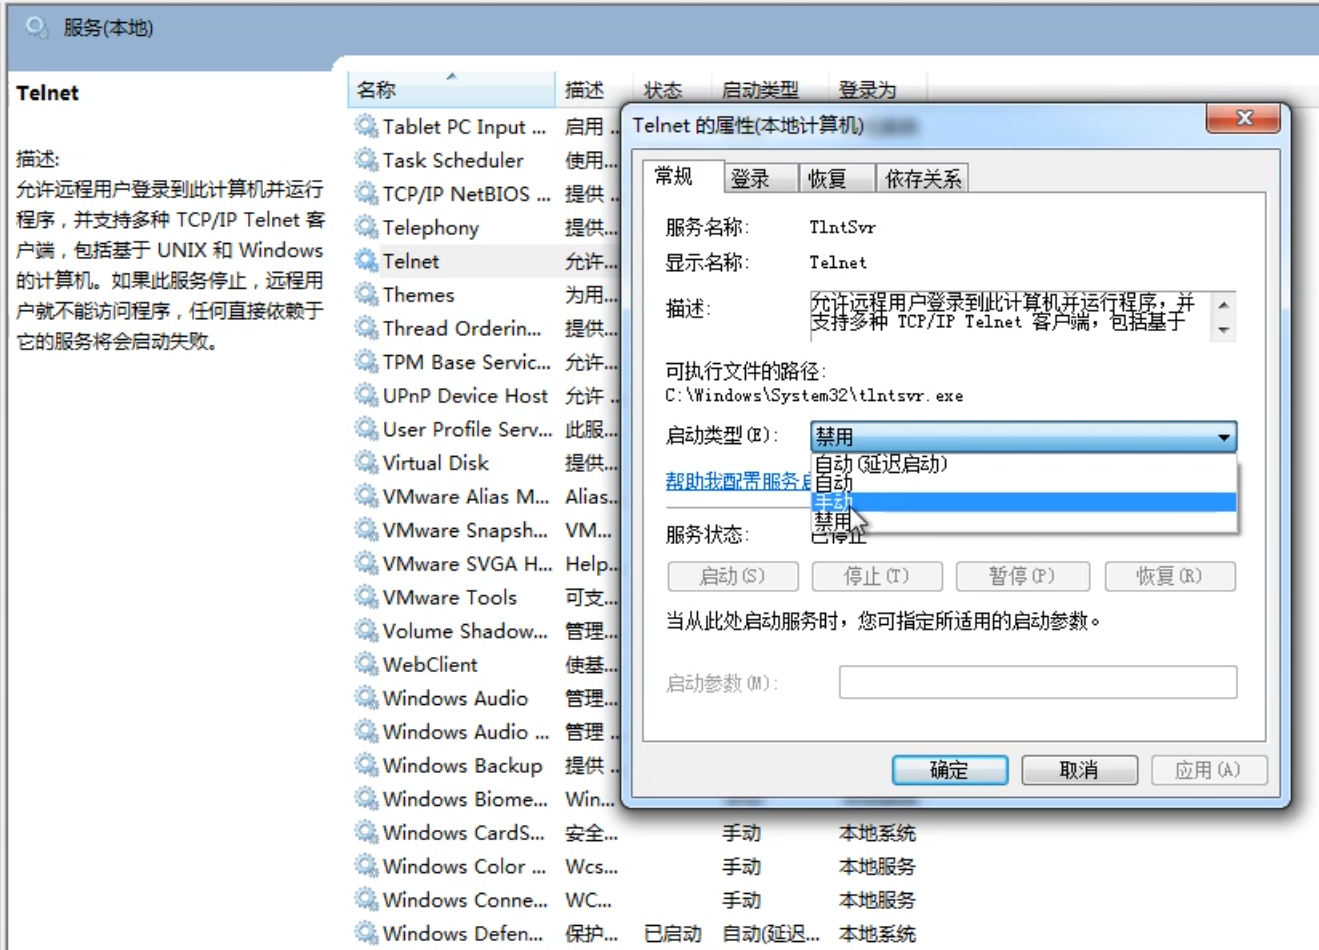 服务(本地)
Telnet
描述:
允许远程用户登录到此计算机并运行
程序，并支持多种 TCP/IP Telnet 客
户端，包括基于 UNIX 和 Windows
的计算机。如果此服务停止，远程用
户就不能访问程序，任何直接依赖于
它的服务将会启动失败。
名称 描述 状态 启动类型 登录为
Tablet PC Input ... 启用 ..
Task Scheduler 使用...
TCP/IP NetBIOS ... 提供 ..
Telephony 提供...
Telnet 允许...
Themes 为用...
Thread Orderin... 提供...
TPM Base Servic... 允许...
UPnP Device Host 允许 ..
User Profile Serv... 此服...
Virtual Disk 提供...
VMware Alias M... Alias..
VMware Snapsh... VM...
VMware SVGA H... Help..
VMware Tools 可支...
Volume Shadow... 管理...
WebClient 使基...
Windows Audio 管理...
Windows Audio ... 管理 ..
Windows Backup 提供 ..
Windows Biome... Win...
Windows CardS... 安全... 手动 本地系统
Windows Color ... Wcs... 手动 本地服务
Windows Conne... WC... 手动 本地服务
Windows Defen... 保护... 已启动 自动(延迟... 本地系统
Telnet 的属性(本地计算机)
常规 登录 恢复 依存关系
服务名称: TlntSvr
显示名称: Telnet
描述: 允许远程用户登录到此计算机并运行程序，并
支持多种 TCP/IP Telnet 客户端，包括基于
可执行文件的路径:
C:\Windows\System32\tlntsvr.exe
启动类型(E): 禁用
自动(延迟启动)
帮助我配置服务启 自动
手动
禁用
服务状态: 已停止
启动(S) 停止(T) 暂停(P) 恢复(R)
当从此处启动服务时，您可指定所适用的启动参数。
启动参数(M):
确定 取消 应用(A)